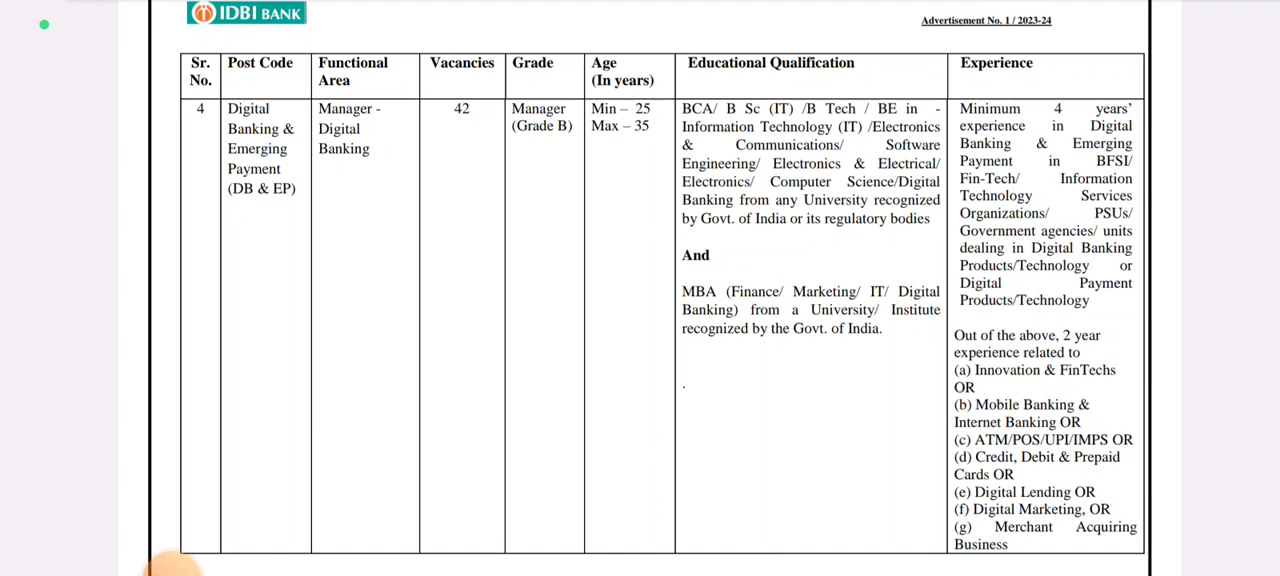 IDBI BANK
Advertisement No. 1 / 2023-24
Sr. No.
Post Code
Functional Area
Vacancies
Grade
Age (In years)
Educational Qualification
Experience
4
Digital
Banking &
Emerging
Payment
(DB & EP)
Manager -
Digital
Banking
42
Manager
(Grade B)
Min – 25
Max – 35
BCA/ B Sc (IT) /B Tech / BE in -
Information Technology (IT) /Electronics
& Communications/ Software
Engineering/ Electronics & Electrical/
Electronics/ Computer Science/Digital
Banking from any University recognized
by Govt. of India or its regulatory bodies
And
MBA (Finance/ Marketing/ IT/ Digital
Banking) from a University/ Institute
recognized by the Govt. of India.
.
Minimum 4 years’
experience in Digital
Banking & Emerging
Payment in BFSI/
Fin-Tech/ Information
Technology Services
Organizations/ PSUs/
Government agencies/ units
dealing in Digital Banking
Products/Technology or
Digital Payment
Products/Technology
Out of the above, 2 year
experience related to
(a) Innovation & FinTechs
OR
(b) Mobile Banking &
Internet Banking OR
(c) ATM/POS/UPI/IMPS OR
(d) Credit, Debit & Prepaid
Cards OR
(e) Digital Lending OR
(f) Digital Marketing, OR
(g) Merchant Acquiring
Business